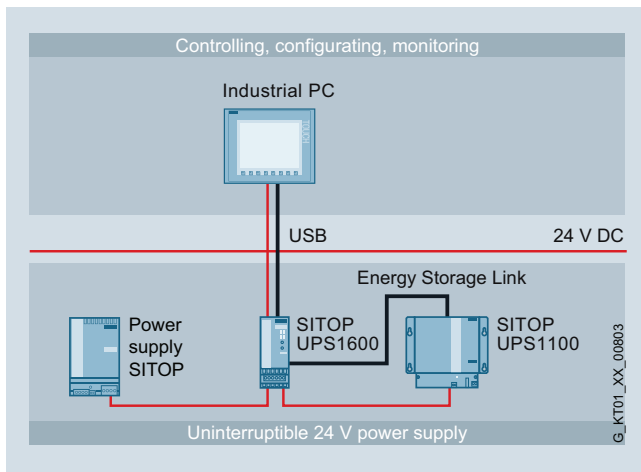 Controlling, configurating, monitoring
Industrial PC
USB
24 V DC
Energy Storage Link
Power
supply
SITOP
SITOP
UPS1600
SITOP
UPS1100
G_KT01_XX_00803
Uninterruptible 24 V power supply